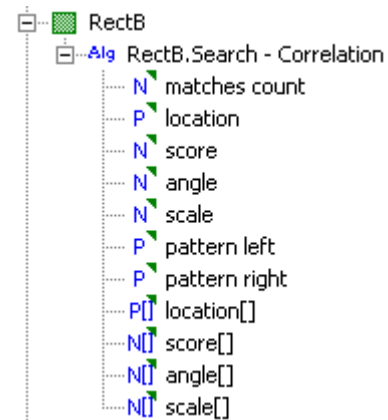 RectB
Alg RectB.Search - Correlation
N matches count
P location
N score
N angle
N scale
P pattern left
P pattern right
P[] location[]
N[] score[]
N[] angle[]
N[] scale[]